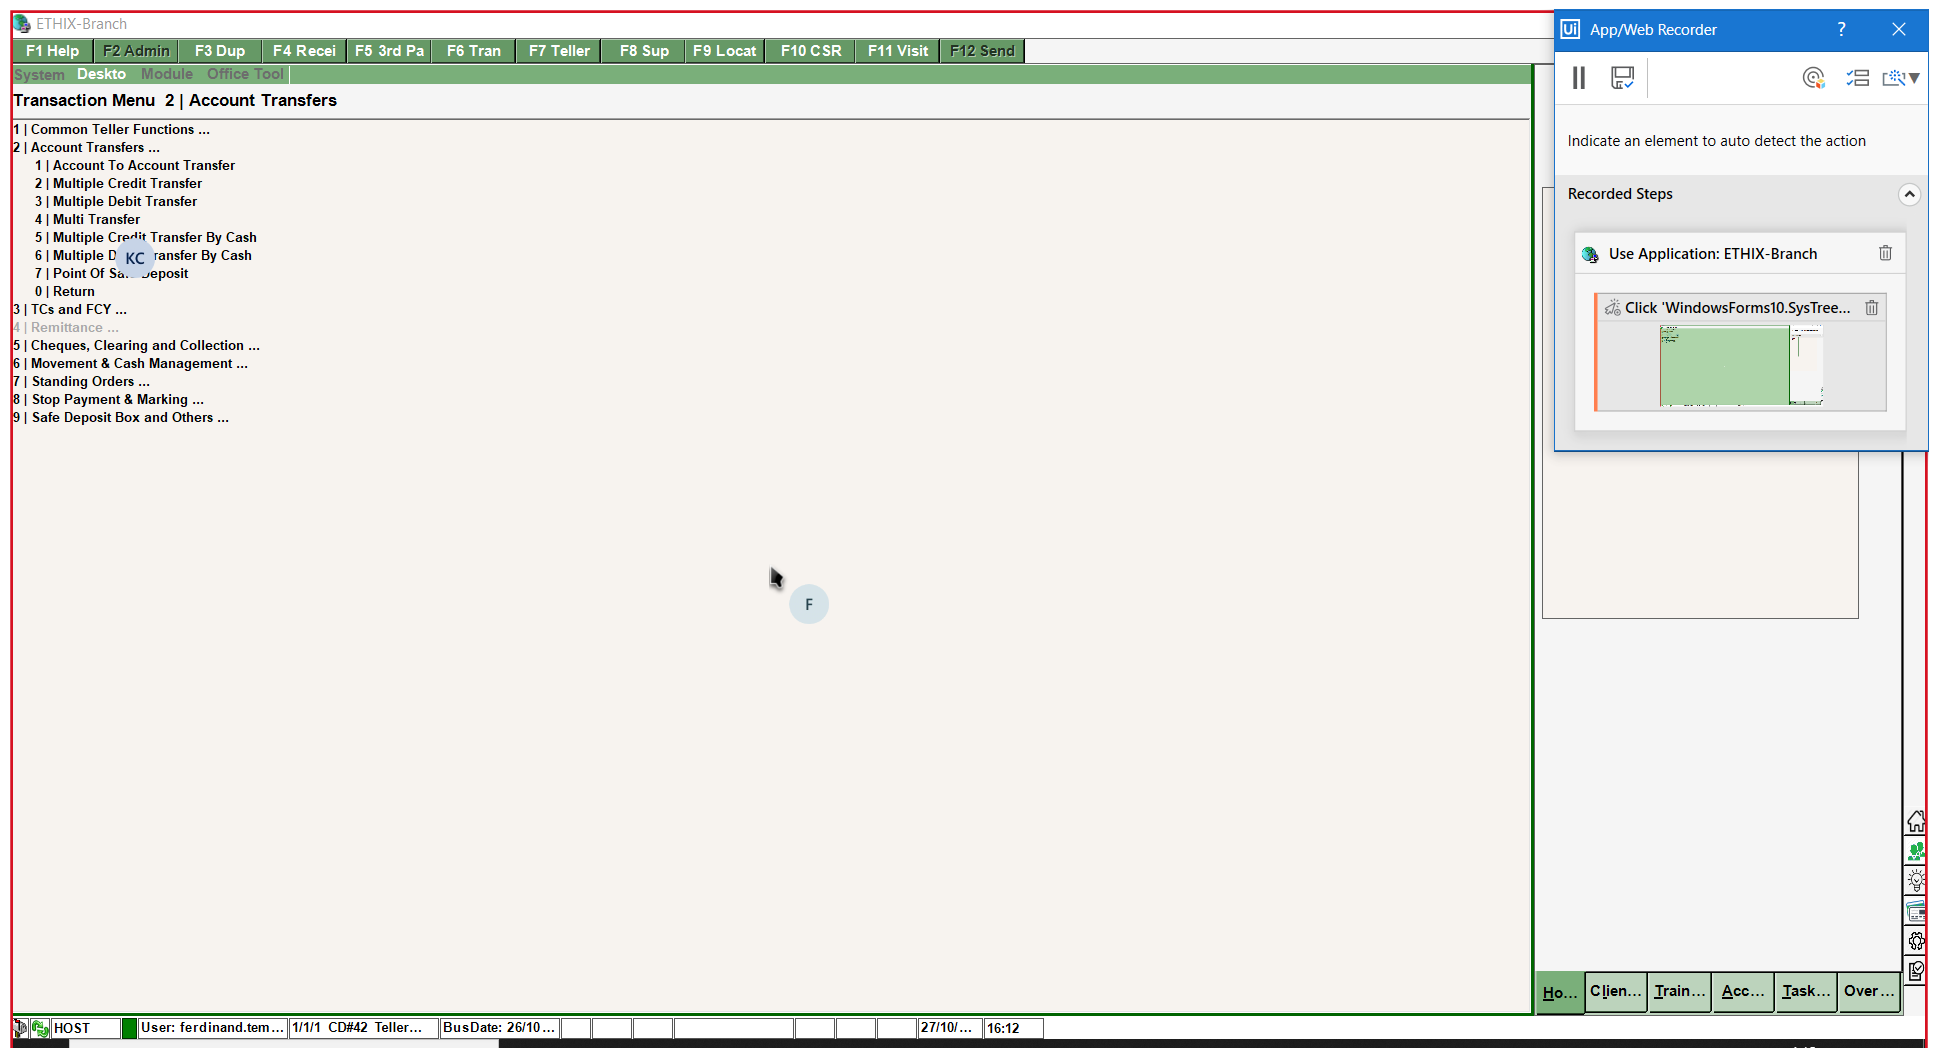 ETHIX-Branch
F1 Help F2 Admin F3 Dup F4 Recei F5 3rd Pa F6 Tran F7 Teller F8 Sup F9 Locat F10 CSR F11 Visit F12 Send
System Deskto Module Office Tool
Transaction Menu 2 | Account Transfers
1 | Common Teller Functions ...
2 | Account Transfers ...
1 | Account To Account Transfer
2 | Multiple Credit Transfer
3 | Multiple Debit Transfer
4 | Multi Transfer
5 | Multiple Credit Transfer By Cash
6 | Multiple D ransfer By Cash
7 | Point Of Sa Deposit
0 | Return
3 | TCs and FCY ...
4 | Remittance ...
5 | Cheques, Clearing and Collection ...
6 | Movement & Cash Management ...
7 | Standing Orders ...
8 | Stop Payment & Marking ...
9 | Safe Deposit Box and Others ...
KC
F
Ui App/Web Recorder ?
Indicate an element to auto detect the action
Recorded Steps
Use Application: ETHIX-Branch
Click 'WindowsForms10.SysTree...
Ho... Clien... Train... Acc... Task... Over...
HOST User: ferdinand.tem... 1/1/1 CD#42 Teller... BusDate: 26/10... 27/10/... 16:12